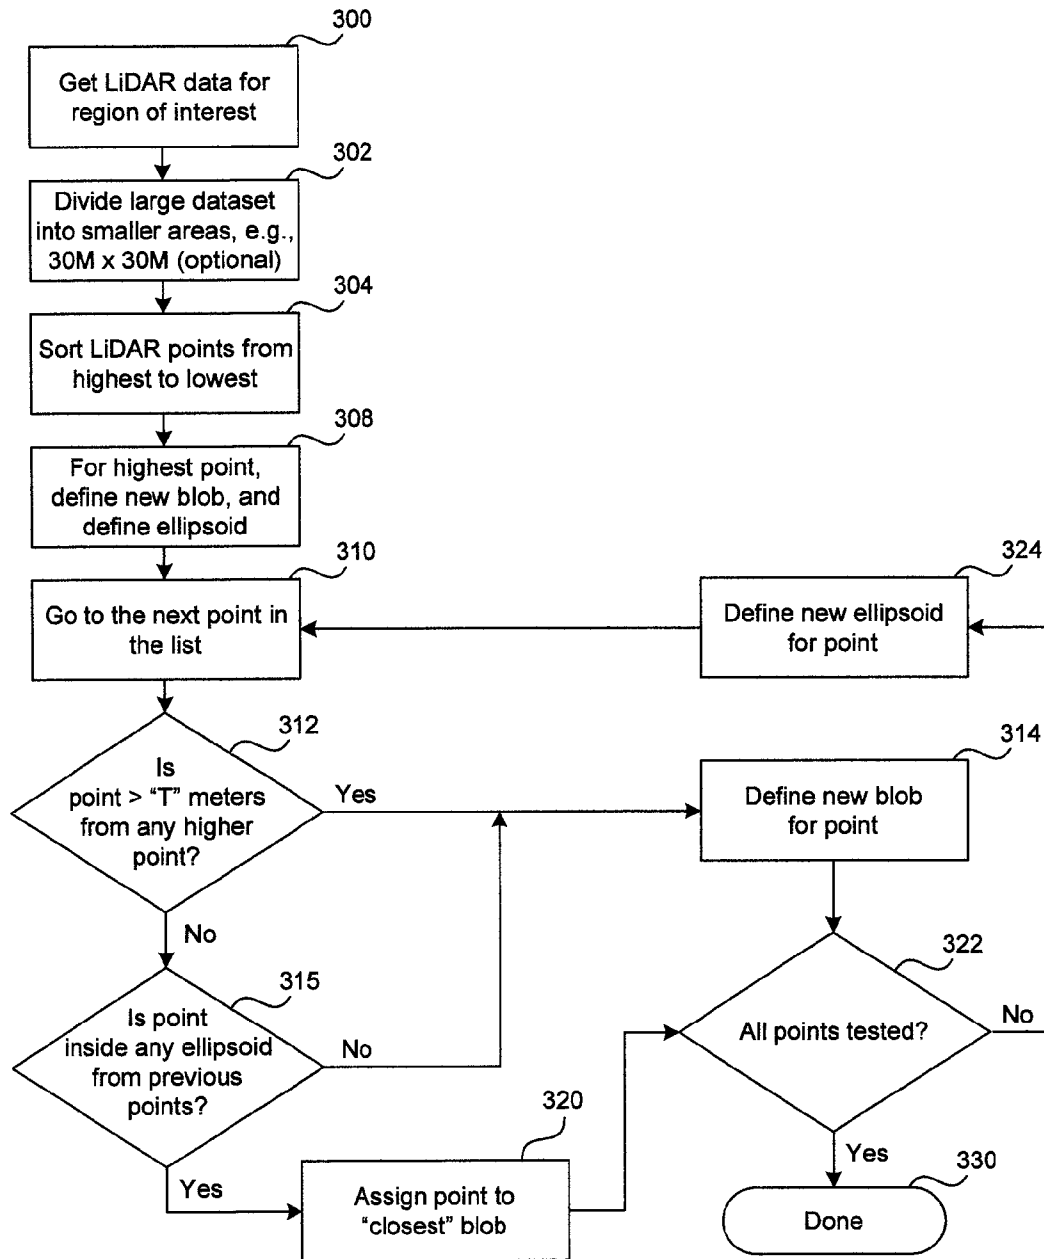 300
Get LiDAR data for
region of interest
302
Divide large dataset
into smaller areas, e.g.,
30M x 30M (optional)
304
Sort LiDAR points from
highest to lowest
308
For highest point,
define new blob, and
define ellipsoid
310
Go to the next point in
the list
324
Define new ellipsoid
for point
312
Is
point > “T” meters
from any higher
point?
Yes
No
314
Define new blob
for point
315
Is point
inside any ellipsoid
from previous
points?
No
Yes
320
Assign point to
“closest” blob
322
All points tested?
No
Yes
330
Done